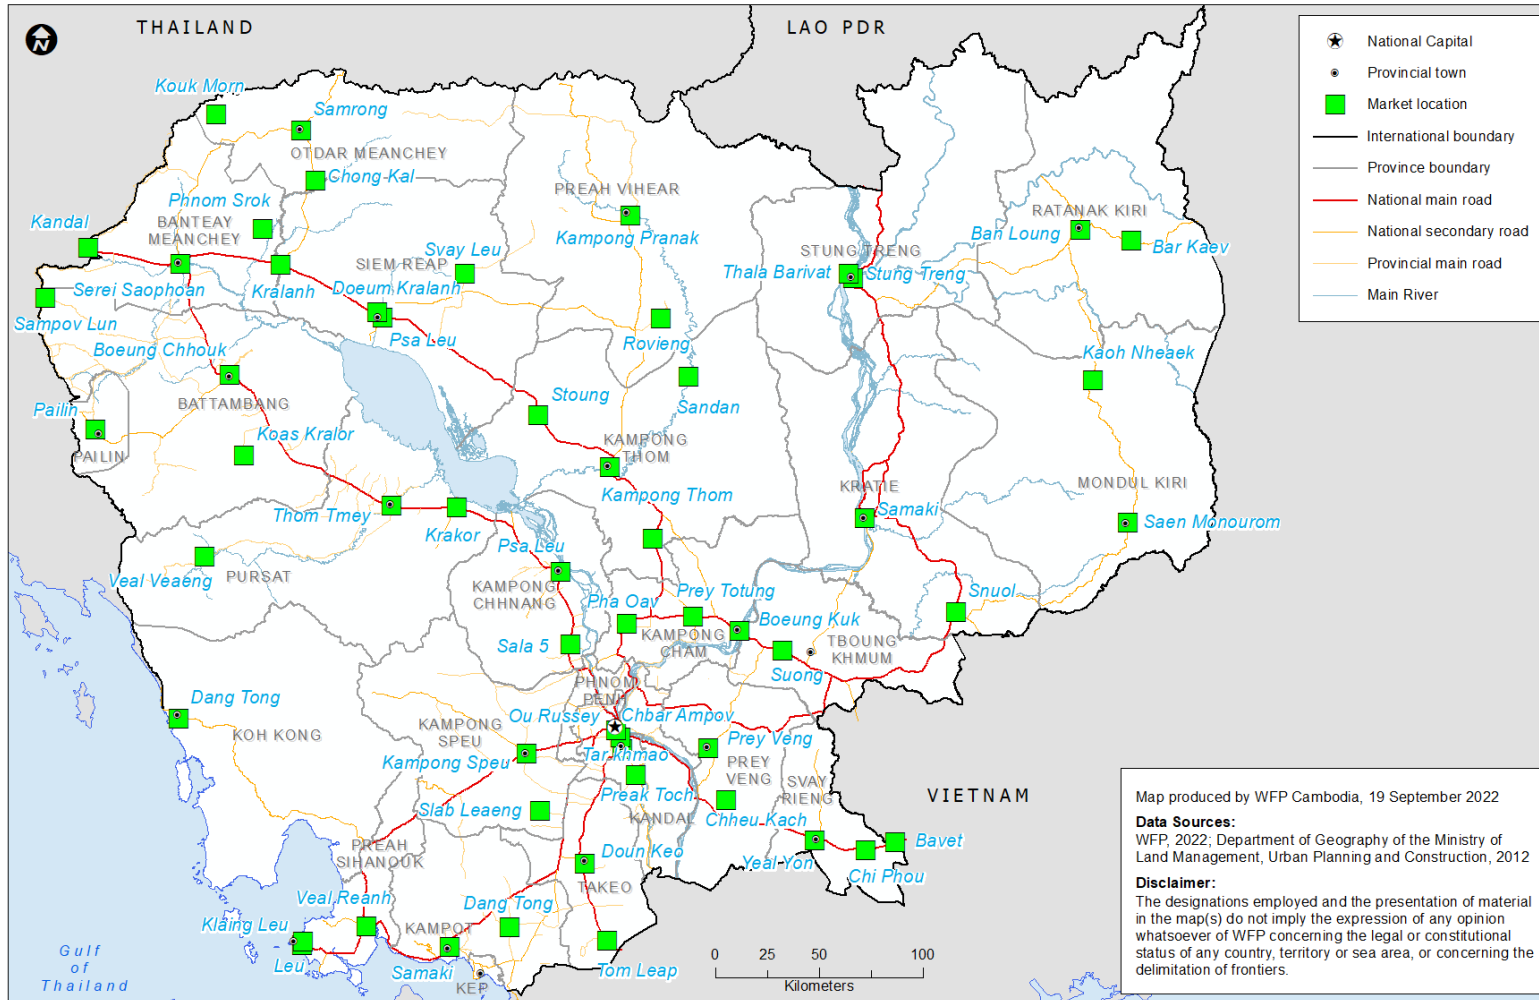 THAILAND
LAO PDR
N
Kouk Morn
Samrong
OTDAR MEANCHEY
Chong Kal
Phnom Srok
BANTEAY
MEANCHEY
Kandal
PREAH VIHEAR
Kampong Pranak
RATANAK KIRI
Ban Loung
Bar Kaev
STUNG TRENG
Thala Barivat
Stung Treng
Svay Leu
SIEM REAP
Doeum Kralanh
Serei Saophoan
Kralanh
Sampov Lun
Psa Leu
Rovieng
Boeung Chhouk
Kaoh Nheaek
BATTAMBANG
Stoung
Sandan
Pailin
PAILIN
Koas Kralor
KAMPONG
THOM
Kampong Thom
KRATIE
MONDUL KIRI
Thom Tmey
Krakor
Samaki
Saen Monourom
Psa Leu
Veal Veaeng
PURSAT
KAMPONG
CHHNANG
Pha Oav
Prey Totung
Snuol
Boeung Kuk
KAMPONG
CHAM
TBOUNG
KHMUM
Sala 5
Suong
PHNOM
PENH
Dang Tong
KOH KONG
KAMPONG
SPEU
Ou Russey
Chbar Ampov
Kampong Speu
Tar khmao
Prey Veng
PREY
VENG
SVAY
RIENG
Preak Toch
Slab Leaeng
KANDAL
Chheu Kach
VIETNAM
Bavet
Yeal Yon
Chi Phou
PREAH
SIHANOUK
Doun Keo
TAKEO
Veal Reanh
Dang Tong
Klaing Leu
KAMPOT
Leu
Samaki
Tom Leap
KEP
Gulf
of
Thailand
0 25 50 100
Kilometers
National Capital
Provincial town
Market location
International boundary
Province boundary
National main road
National secondary road
Provincial main road
Main River
Map produced by WFP Cambodia, 19 September 2022
Data Sources:
WFP, 2022; Department of Geography of the Ministry of
Land Management, Urban Planning and Construction, 2012
Disclaimer:
The designations employed and the presentation of material
in the map(s) do not imply the expression of any opinion
whatsoever of WFP concerning the legal or constitutional
status of any country, territory or sea area, or concerning the
delimitation of frontiers.